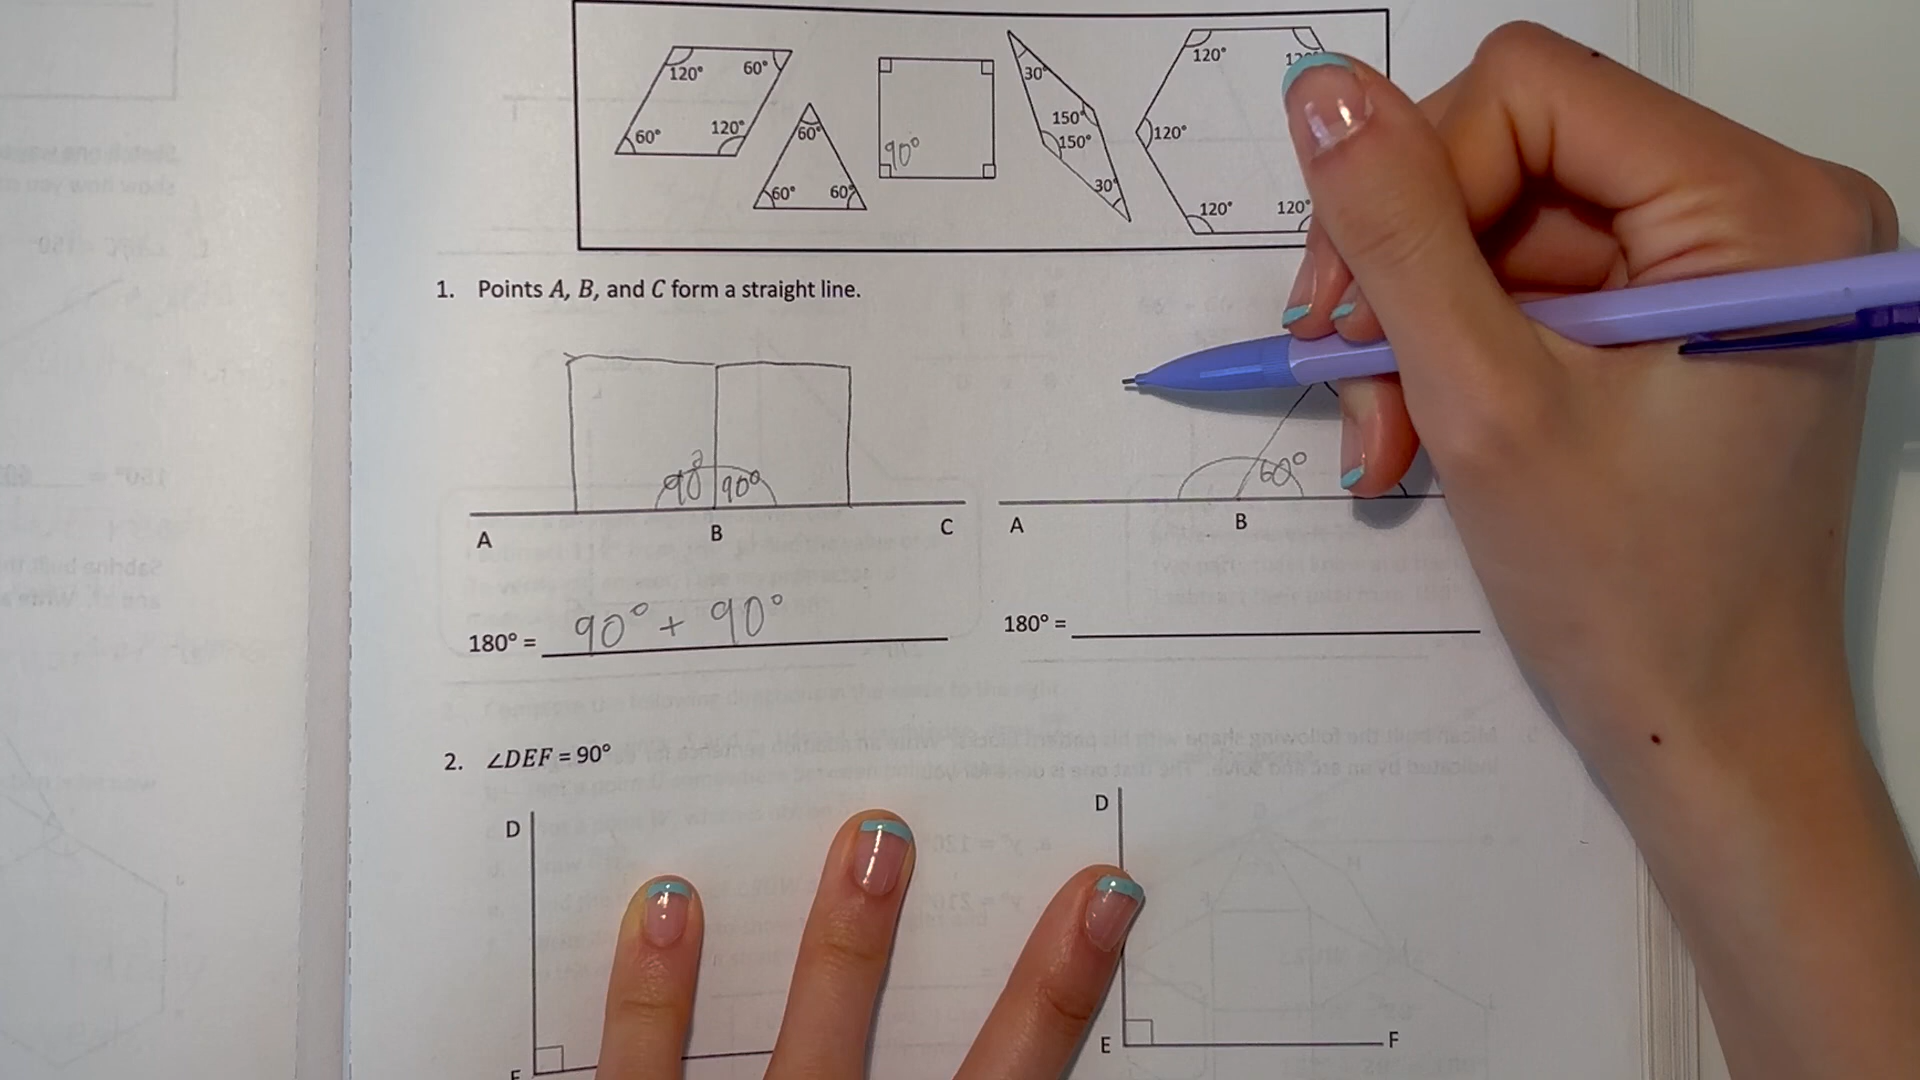 120° 60° 60° 120°
60° 60° 60°
90°
30° 150° 150° 30°
120° 120° 120° 120°
1. Points A, B, and C form a straight line.
90° 90°
A B C
60°
A B
180° = 90° + 90°
180° =
2. ∠DEF = 90°
D
D
E F